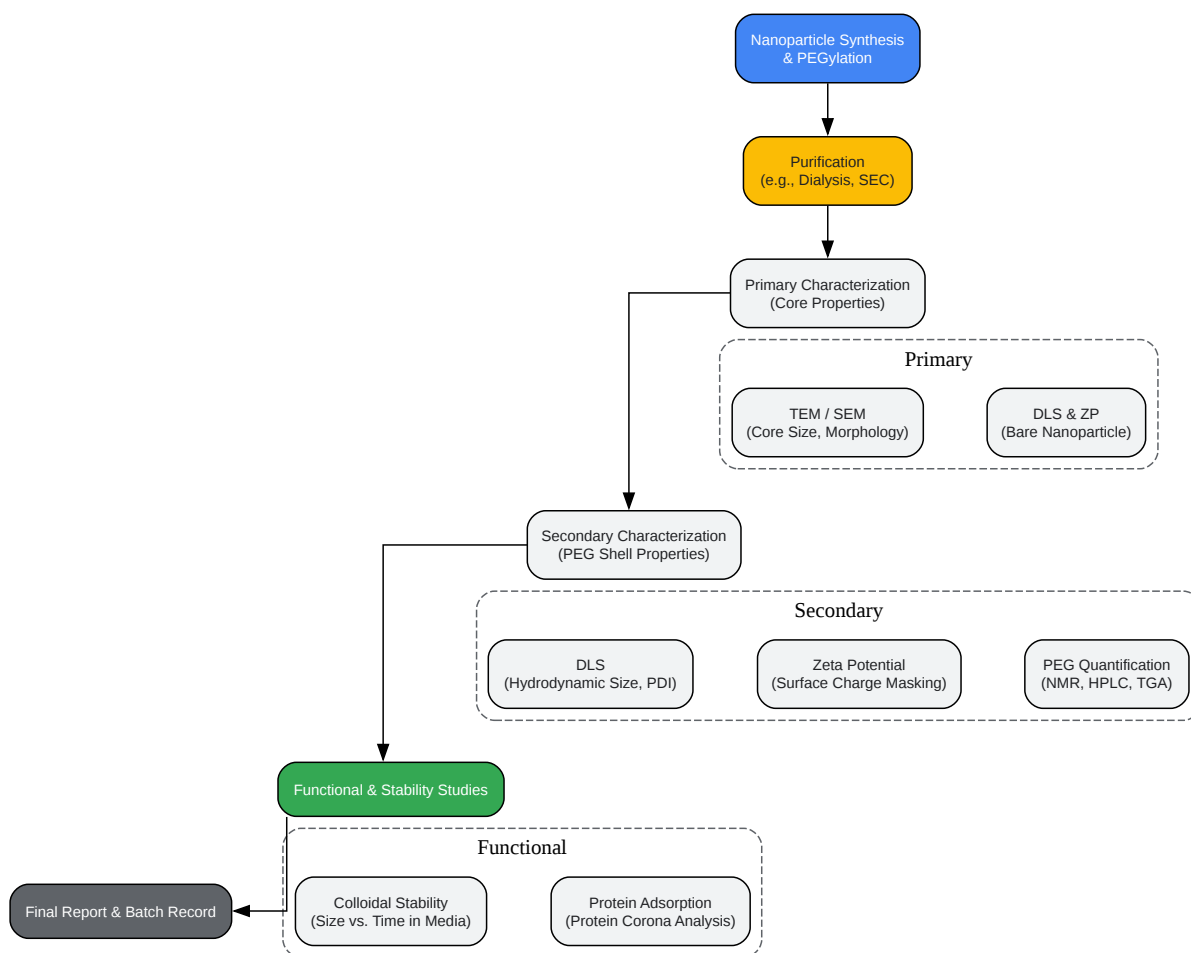 Nanoparticle Synthesis
& PEGylation
Purification
(e.g., Dialysis, SEC)
Primary Characterization
(Core Properties)
Primary
TEM / SEM
(Core Size, Morphology)
DLS & ZP
(Bare Nanoparticle)
Secondary Characterization
(PEG Shell Properties)
Secondary
DLS
(Hydrodynamic Size, PDI)
Zeta Potential
(Surface Charge Masking)
PEG Quantification
(NMR, HPLC, TGA)
Functional & Stability Studies
Functional
Colloidal Stability
(Size vs. Time in Media)
Protein Adsorption
(Protein Corona Analysis)
Final Report & Batch Record